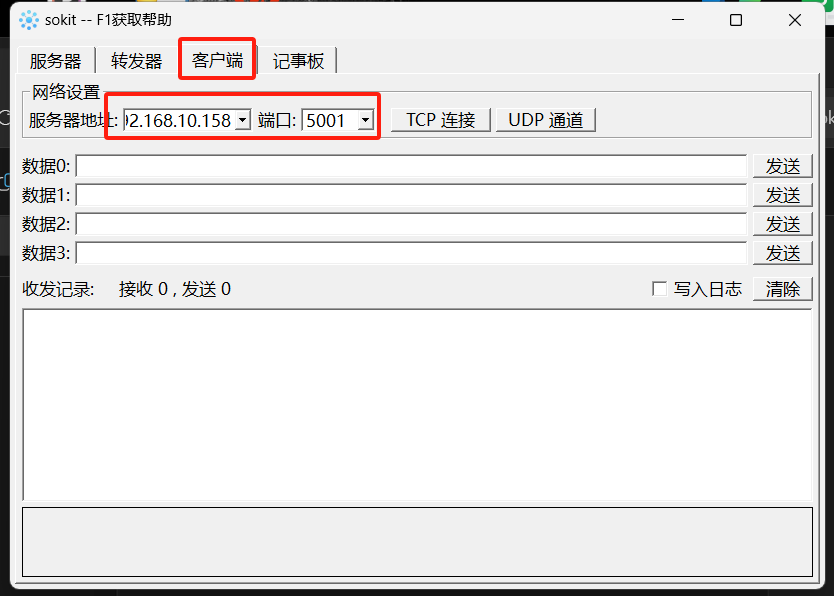 sokit -- F1获取帮助
服务器 转发器 客户端 记事板
网络设置
服务器地址: 2.168.10.158 端口: 5001 TCP 连接 UDP 通道
数据0: 发送
数据1: 发送
数据2: 发送
数据3: 发送
收发记录: 接收 0 , 发送 0 写入日志 清除